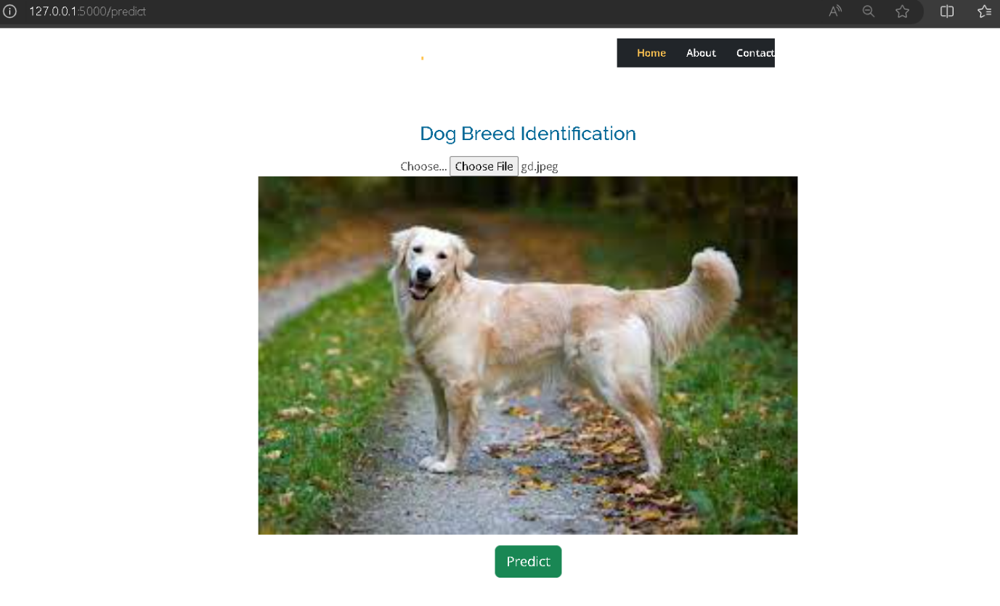 127.0.0.1:5000/predict
Home About Contact
Dog Breed Identification
Choose... Choose File gd.jpeg
Predict